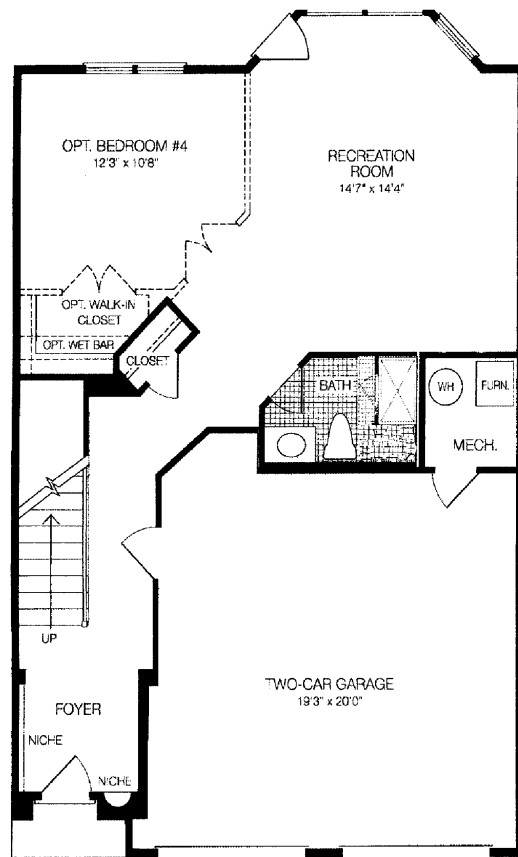 OPT. BEDROOM #4
12'3" x 10'8"
RECREATION
ROOM
14'7" x 14'4"
OPT. WALK-IN
CLOSET
OPT. WET BAR
CLOSET
BATH
WH
FURN.
MECH.
UP
TWO-CAR GARAGE
19'3" x 20'0"
FOYER
NICHE
NICHE